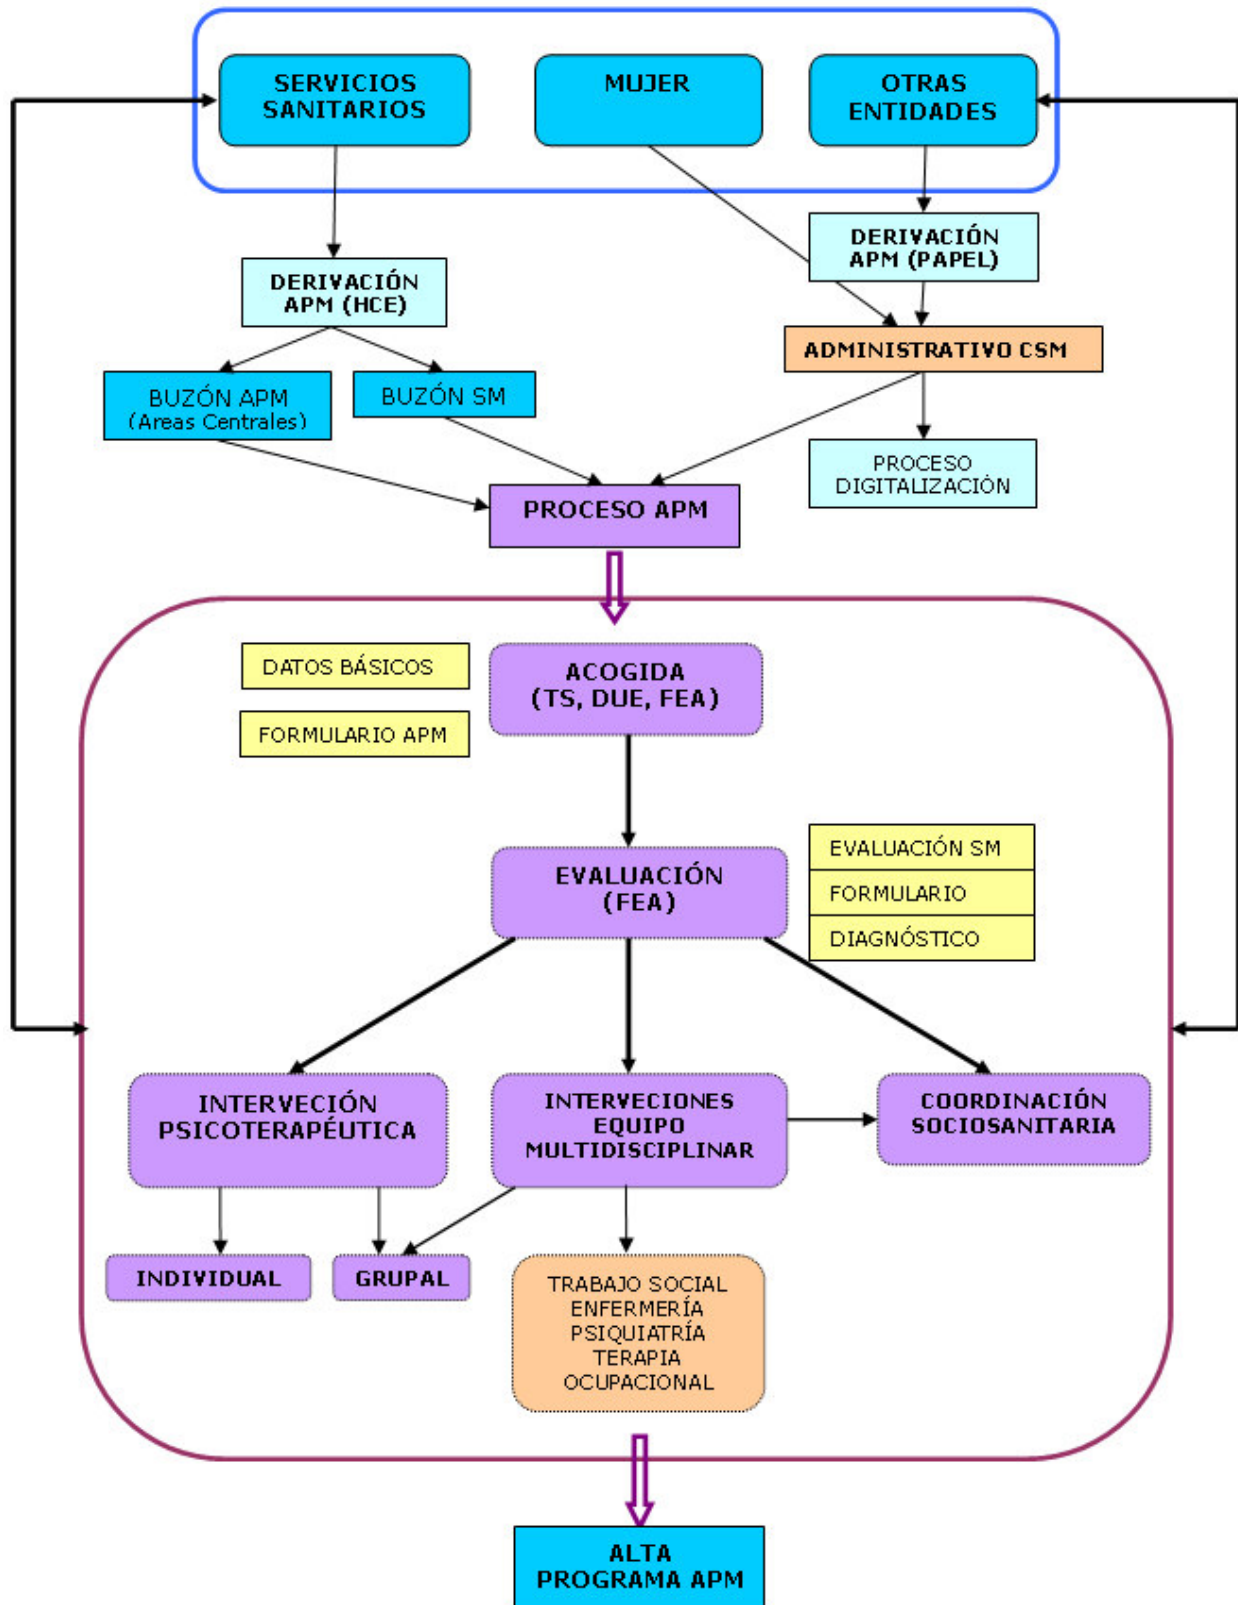 SERVICIOS
SANITARIOS
MUJER
OTRAS
ENTIDADES
DERIVACIÓN
APM (PAPEL)
DERIVACIÓN
APM (HCE)
ADMINISTRATIVO CSM
BUZÓN APM
(Areas Centrales)
BUZÓN SM
PROCESO
DIGITALIZACIÓN
PROCESO APM
DATOS BÁSICOS
ACOGIDA
(TS, DUE, FEA)
FORMULARIO APM
EVALUACIÓN
(FEA)
EVALUACIÓN SM
FORMULARIO
DIAGNÓSTICO
INTERVECIÓN
PSICOTERAPÉUTICA
INTERVECIONES
EQUIPO
MULTIDISCIPLINAR
COORDINACIÓN
SOCIOSANITARIA
INDIVIDUAL
GRUPAL
TRABAJO SOCIAL
ENFERMERÍA
PSIQUIATRÍA
TERAPIA
OCUPACIONAL
ALTA
PROGRAMA APM